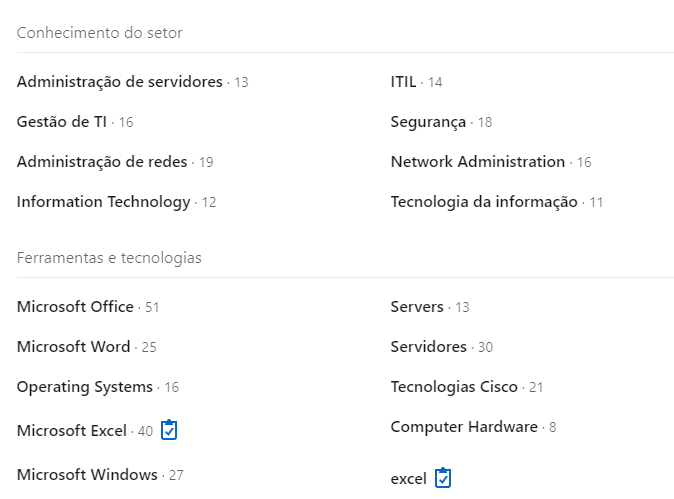 Conhecimento do setor
Administração de servidores · 13
ITIL · 14
Gestão de TI · 16
Segurança · 18
Administração de redes · 19
Network Administration · 16
Information Technology · 12
Tecnologia da informação · 11
Ferramentas e tecnologias
Microsoft Office · 51
Servers · 13
Microsoft Word · 25
Servidores · 30
Operating Systems · 16
Tecnologias Cisco · 21
Microsoft Excel · 40
Computer Hardware · 8
Microsoft Windows · 27
excel